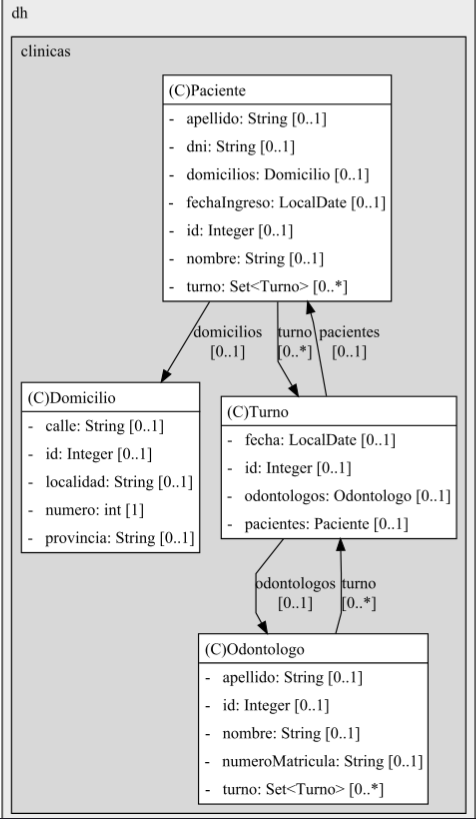 dh
clinicas
(C)Paciente
- apellido: String [0..1]
- dni: String [0..1]
- domicilios: Domicilio [0..1]
- fechaIngreso: LocalDate [0..1]
- id: Integer [0..1]
- nombre: String [0..1]
- turno: Set<Turno> [0..*]
domicilios
[0..1]
turno
[0..*]
pacientes
[0..1]
(C)Domicilio
- calle: String [0..1]
- id: Integer [0..1]
- localidad: String [0..1]
- numero: int [1]
- provincia: String [0..1]
(C)Turno
- fecha: LocalDate [0..1]
- id: Integer [0..1]
- odontologos: Odontologo [0..1]
- pacientes: Paciente [0..1]
odontologos
[0..1]
turno
[0..*]
(C)Odontologo
- apellido: String [0..1]
- id: Integer [0..1]
- nombre: String [0..1]
- numeroMatricula: String [0..1]
- turno: Set<Turno> [0..*]